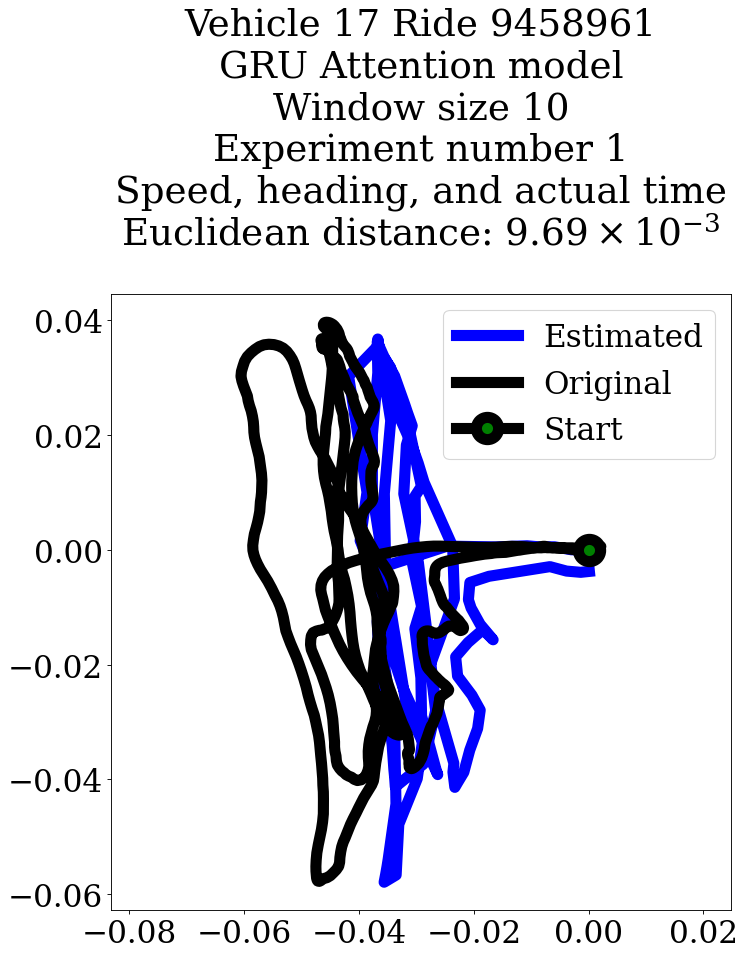 Vehicle 17 Ride 9458961
GRU Attention model
Window size 10
Experiment number 1
Speed, heading, and actual time
Euclidean distance: 9.69 × 10⁻³
Estimated
Original
Start
0.04
0.02
0.00
−0.02
−0.04
−0.06
−0.08 −0.06 −0.04 −0.02 0.00 0.02